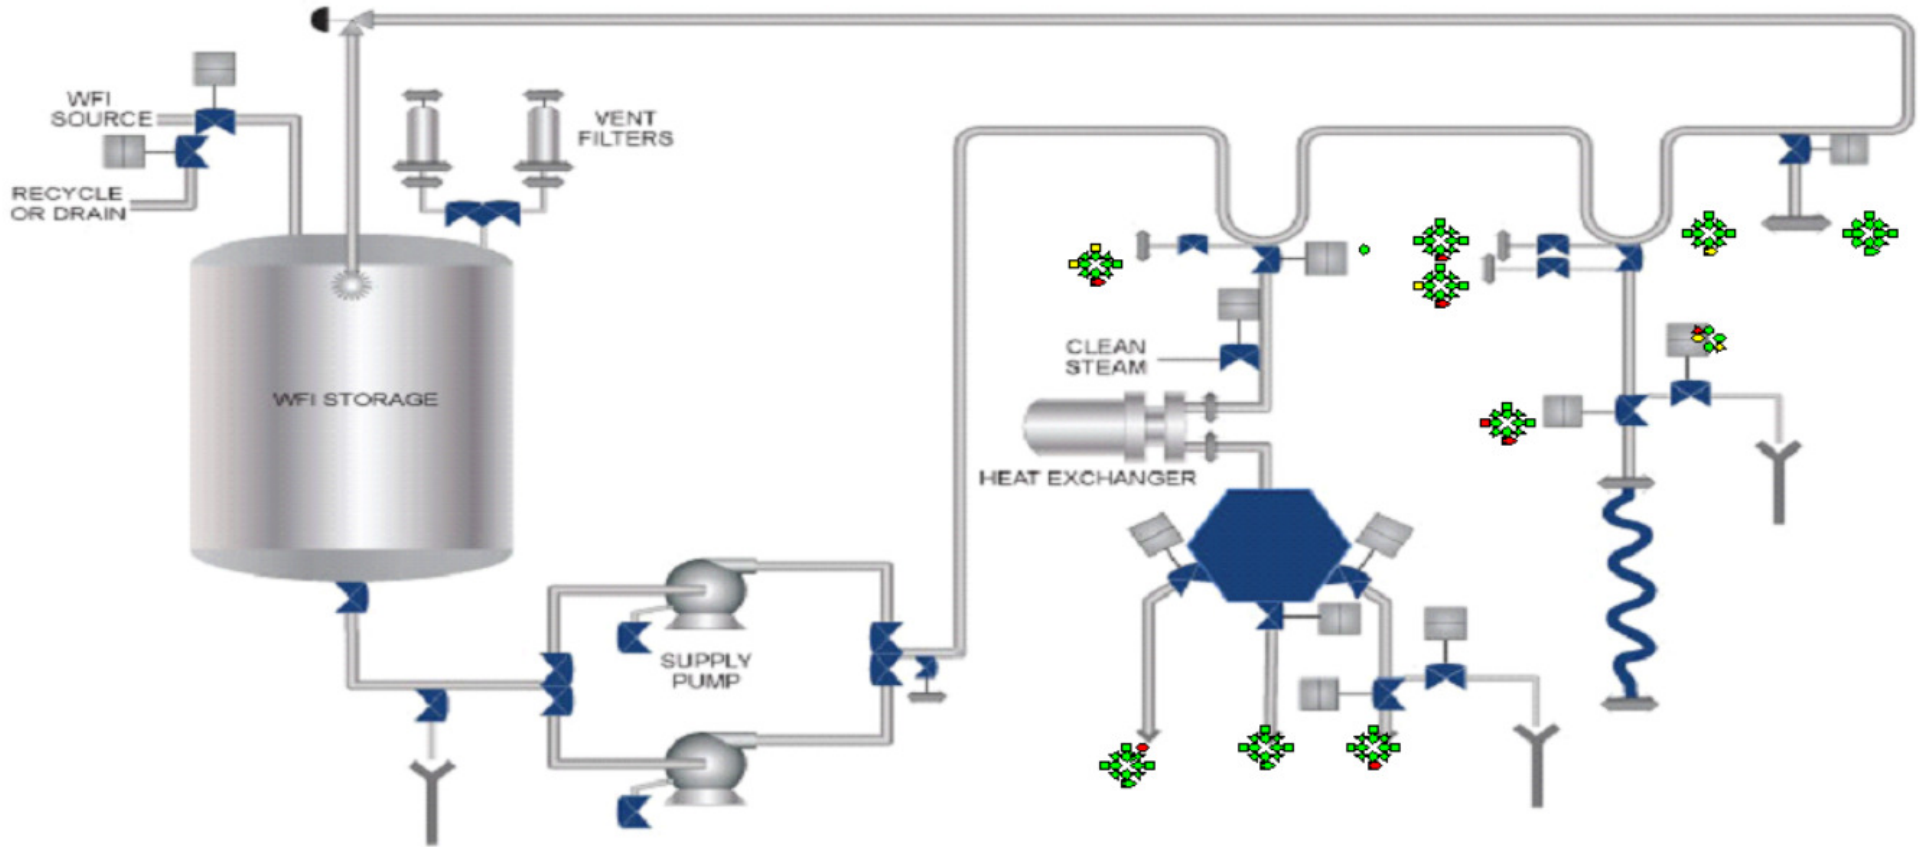 WFI
SOURCE
RECYCLE
OR DRAIN
VENT
FILTERS
WFI STORAGE
SUPPLY
PUMP
CLEAN
STEAM
HEAT EXCHANGER